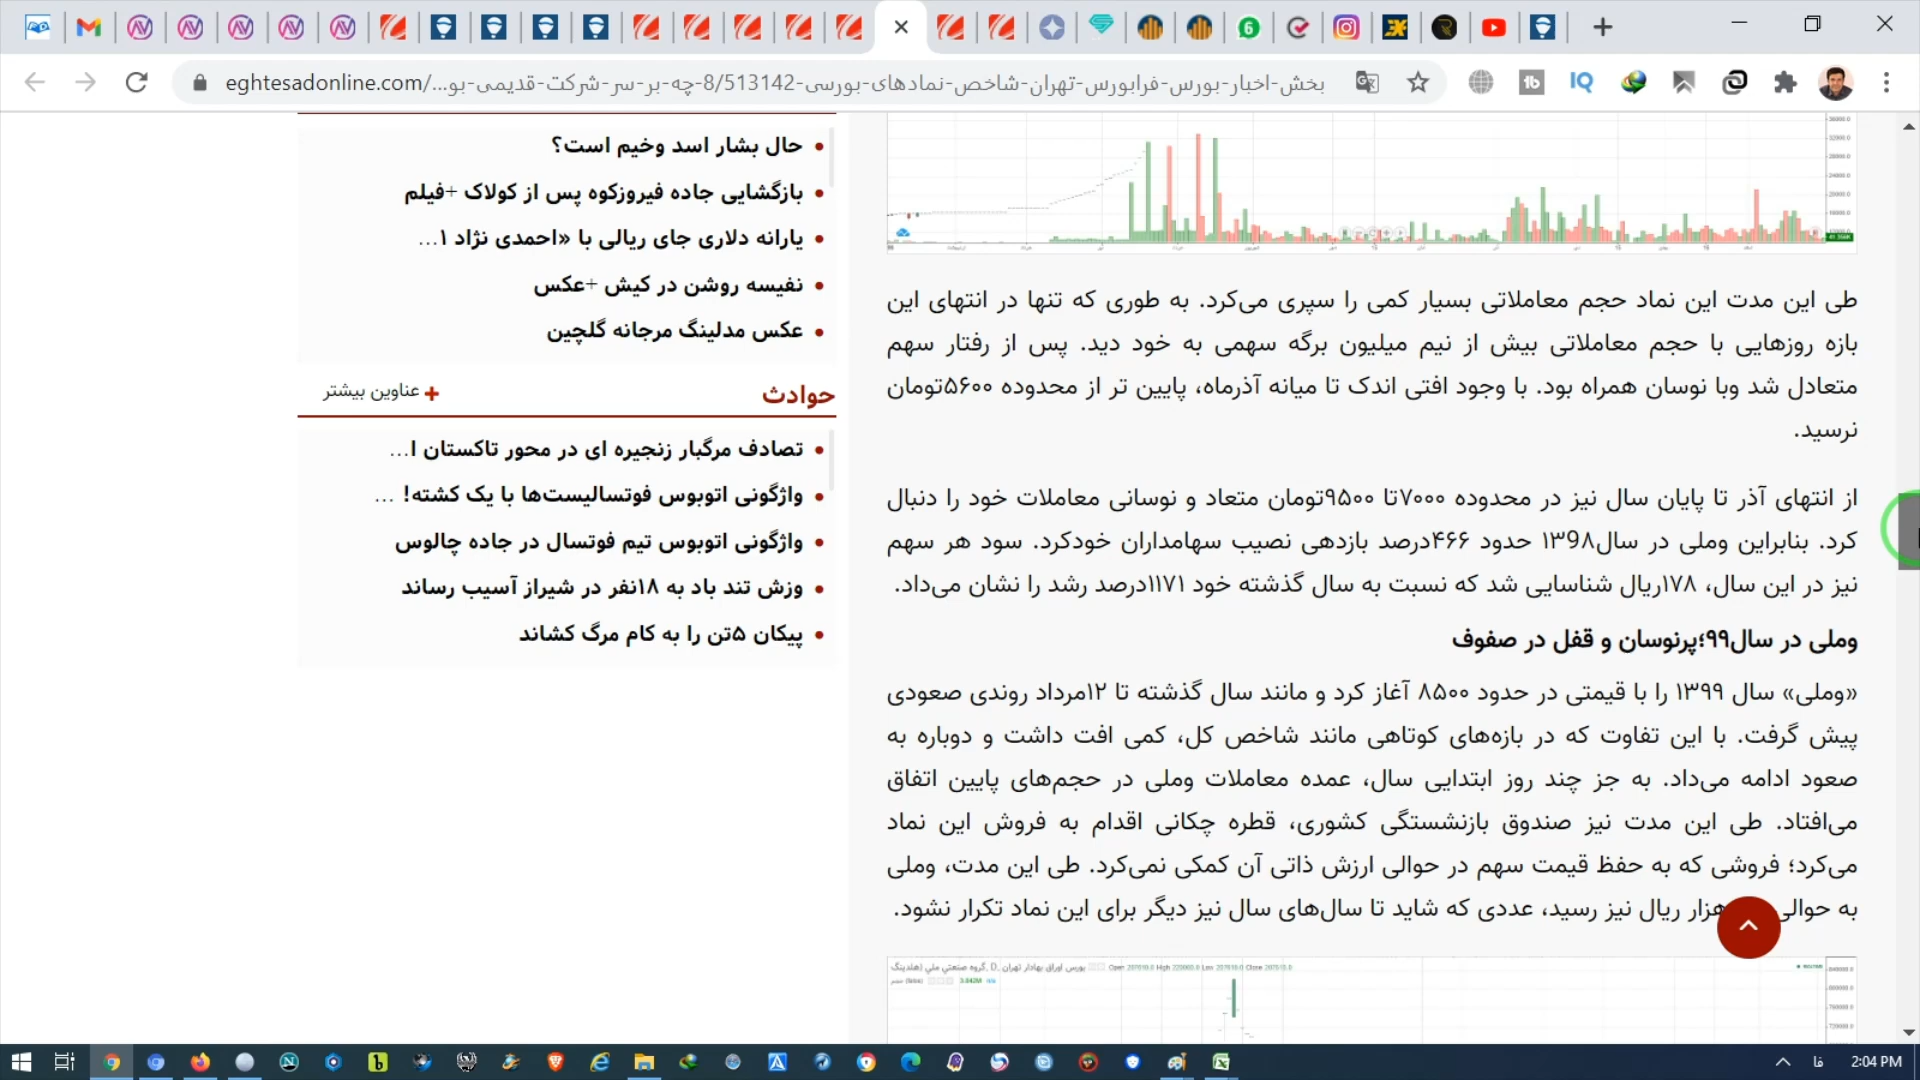 eghtesadonline.com/بخش-اخبار-بورس-فرابورس-تهران-شاخص-نمادهای-بورسی-8/513142-چه-بر-سر-شرکت-قدیمی-بو...
طی این مدت این نماد حجم معاملاتی بسیار کمی را سپری می‌کرد. به طوری که تنها در انتهای این
بازه روزهایی با حجم معاملاتی بیش از نیم میلیون برگه سهمی به خود دید. پس از رفتار سهم
متعادل شد وبا نوسان همراه بود. با وجود افتی اندک تا میانه آذرماه، پایین تر از محدوده ۵۶۰۰تومان
نرسید.
از انتهای آذر تا پایان سال نیز در محدوده ۷۰۰۰تا ۹۵۰۰تومان متعاد و نوسانی معاملات خود را دنبال
کرد. بنابراین وملی در سال۱۳9۸ حدود ۴۶۶درصد بازدهی نصیب سهامداران خودکرد. سود هر سهم
نیز در این سال، ۱۷۸ریال شناسایی شد که نسبت به سال گذشته خود ۱۱۷۱درصد رشد را نشان می‌داد.
وملی در سال۹۹؛پرنوسان و قفل در صفوف
«وملی» سال ۱۳۹۹ را با قیمتی در حدود ۸۵۰۰ آغاز کرد و مانند سال گذشته تا ۱۲مرداد روندی صعودی
پیش گرفت. با این تفاوت که در بازه‌های کوتاهی مانند شاخص کل، کمی افت داشت و دوباره به
صعود ادامه می‌داد. به جز چند روز ابتدایی سال، عمده معاملات وملی در حجم‌های پایین اتفاق
می‌افتاد. طی این مدت نیز صندوق بازنشستگی کشوری، قطره چکانی اقدام به فروش این نماد
می‌کرد؛ فروشی که به حفظ قیمت سهم در حوالی ارزش ذاتی آن کمکی نمی‌کرد. طی این مدت، وملی
به حوالی هزار ریال نیز رسید، عددی که شاید تا سال‌های سال نیز دیگر برای این نماد تکرار نشود.
بورس اوراق بهادار تهران ,D ,گروه صنعتي ملي (هلدينگ
حال بشار اسد وخیم است؟
بازگشایی جاده فیروزکوه پس از کولاک +فیلم
یارانه دلاری جای ریالی با «احمدی نژاد ۱...
نفیسه روشن در کیش +عکس
عکس مدلینگ مرجانه گلچین
حوادث
+ عناوین بیشتر
تصادف مرگبار زنجیره ای در محور تاکستان ا...
واژگونی اتوبوس فوتسالیست‌ها با یک کشته! ...
واژگونی اتوبوس تیم فوتسال در جاده چالوس
وزش تند باد به ۱۸نفر در شیراز آسیب رساند
پیکان ۵تن را به کام مرگ کشاند
فا
2:04 PM